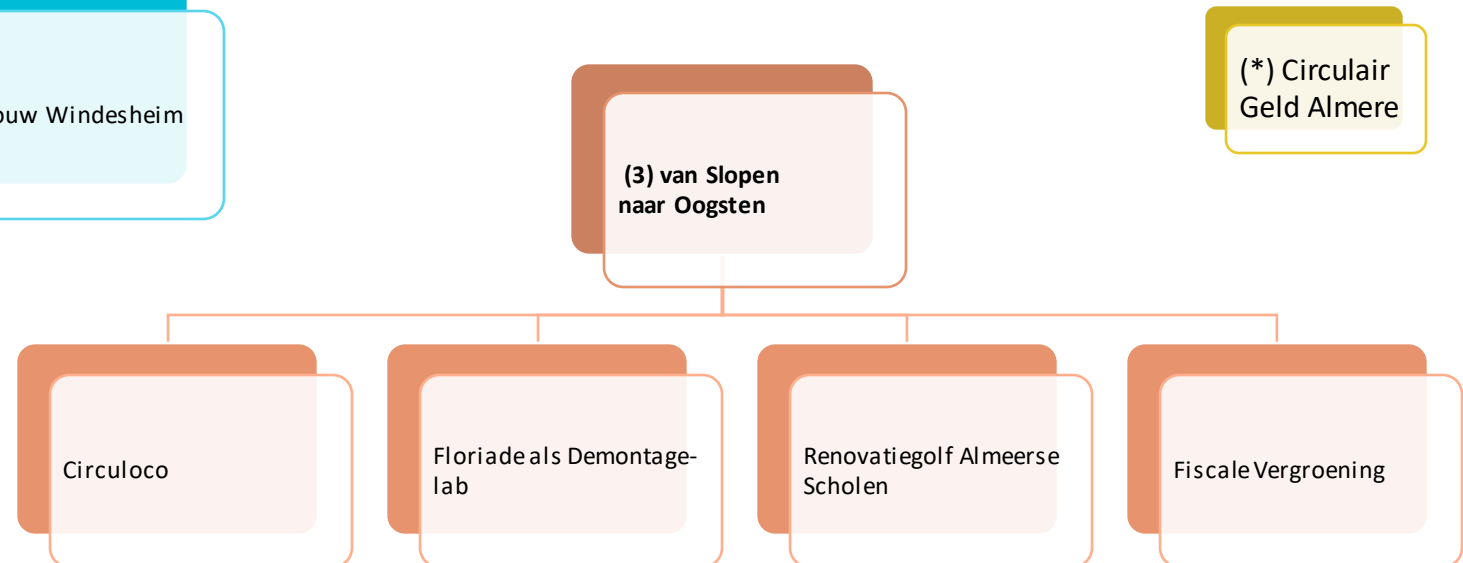 (*) Circulair
Geld Almere
ouw Windesheim
(3) van Slopen
naar Oogsten
Circuloco
Floriade als Demontage-
lab
Renovatiegolf Almeerse
Scholen
Fiscale Vergroening